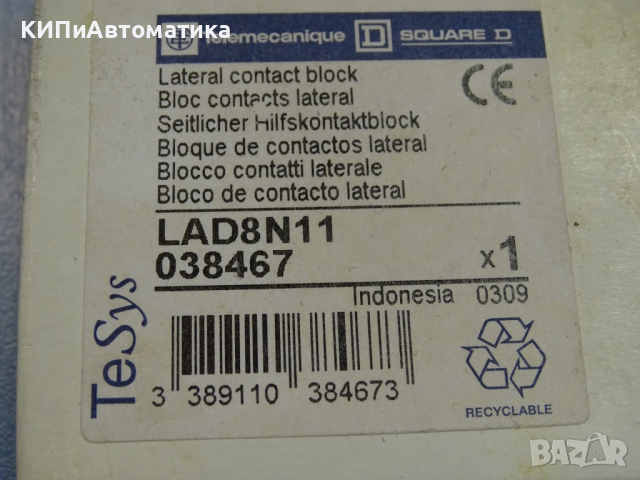 КИПиАвтоматика
Telemecanique D SQUARE D
Lateral contact block
Bloc contacts lateral
Seitlicher Hilfskontaktblock
Bloque de contactos lateral
Blocco contatti laterale
Bloco de contacto lateral
CE
LAD8N11
038467
x1
Indonesia 0309
TeSys
3 389110 384673
RECYCLABLE
BAZAR